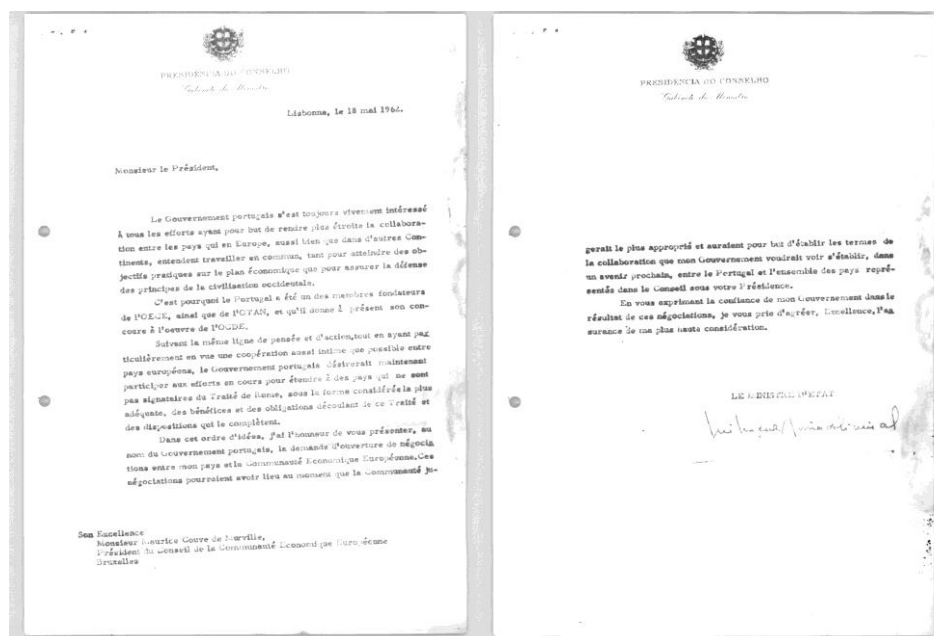 PRESIDÊNCIA DO CONSELHO
Gabinete do Ministro
Lisbonne, le 18 mai 1962.
Monsieur le Président,
Le Gouvernement portugais s'est toujours vivement intéressé
à tous les efforts ayant pour but de rendre plus étroite la collabora-
tion entre les pays qui en Europe, aussi bien que dans d'autres Con-
tinents, entendent travailler en commun, tant pour atteindre des ob-
jectifs pratiques sur le plan économique que pour assurer la défense
des principes de la civilisation occidentale.
C'est pourquoi le Portugal a été un des membres fondateurs
de l'OECE, ainsi que de l'OTAN, et qu'il donne à présent son con-
cours à l'oeuvre de l'OCDE.
Suivant la même ligne de pensée et d'action, tout en ayant par
ticulièrement en vue une coopération aussi intime que possible entre
pays européens, le Gouvernement portugais désirerait maintenant
participer aux efforts en cours pour étendre à des pays qui ne sont
pas signataires du Traité de Rome, sous la forme considérée la plus
adéquate, des bénéfices et des obligations découlant de ce Traité et
des dispositions qui le complètent.
Dans cet ordre d'idées, j'ai l'honneur de vous présenter, au
nom du Gouvernement portugais, la demande d'ouverture de négocia
tions entre mon pays et la Communauté Economique Européenne. Ces
négociations pourraient avoir lieu au moment que la Communauté ju-
Son Excellence
Monsieur Maurice Couve de Murville,
Président du Conseil de la Communauté Economique Européenne
Bruxelles
PRESIDÊNCIA DO CONSELHO
Gabinete do Ministro
gerait le plus approprié et auraient pour but d'établir les termes de
la collaboration que mon Gouvernement voudrait voir s'établir, dans
un avenir prochain, entre le Portugal et l'ensemble des pays repré-
sentés dans le Conseil sous votre Présidence.
En vous exprimant la confiance de mon Gouvernement dans le
résultat de ces négociations, je vous prie d'agréer, Excellence, l'as
surance de ma plus haute considération.
LE MINISTRE D'ETAT